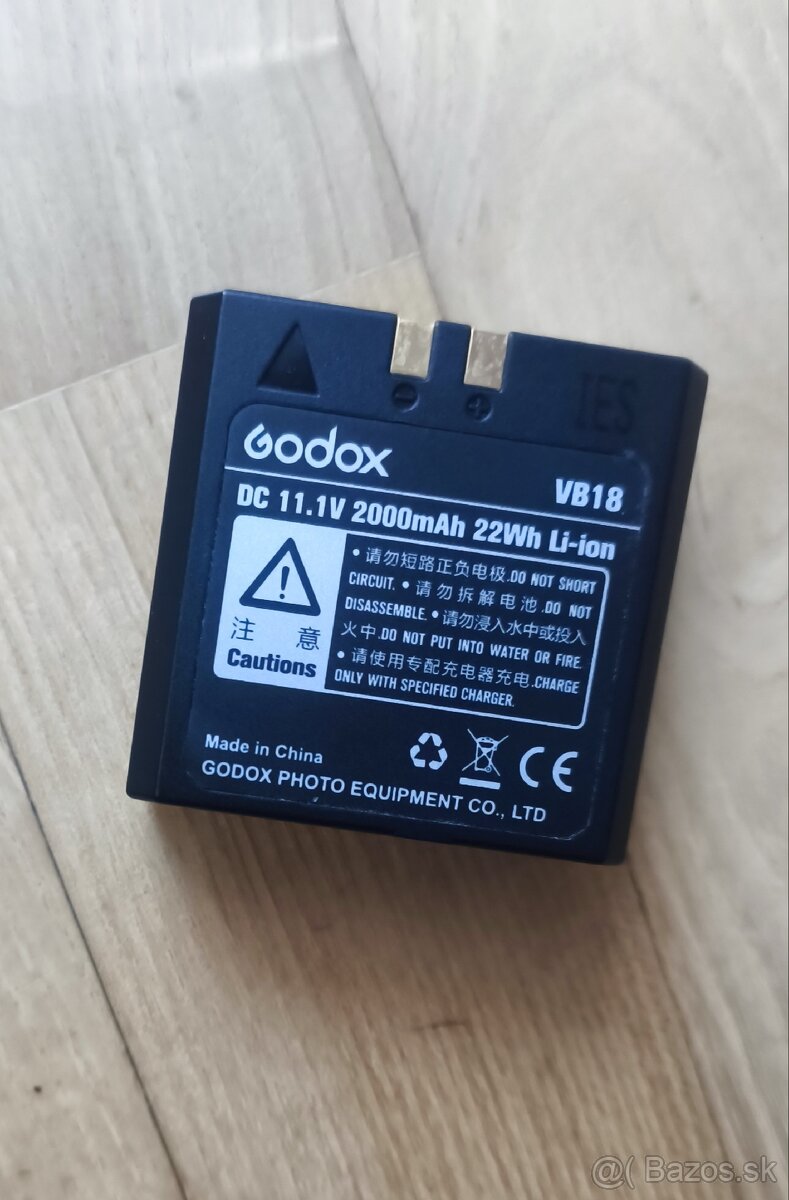 IES
Godox
VB18
DC 11.1V 2000mAh 22Wh Li-ion
注 意
Cautions
• 请勿短路正负电极.DO NOT SHORT
CIRCUIT. • 请勿拆解电池.DO NOT
DISASSEMBLE. • 请勿浸入水中或投入
火中.DO NOT PUT INTO WATER OR FIRE.
• 请使用专配充电器充电.CHARGE
ONLY WITH SPECIFIED CHARGER.
Made in China
CE
GODOX PHOTO EQUIPMENT CO., LTD
@( Bazos.sk